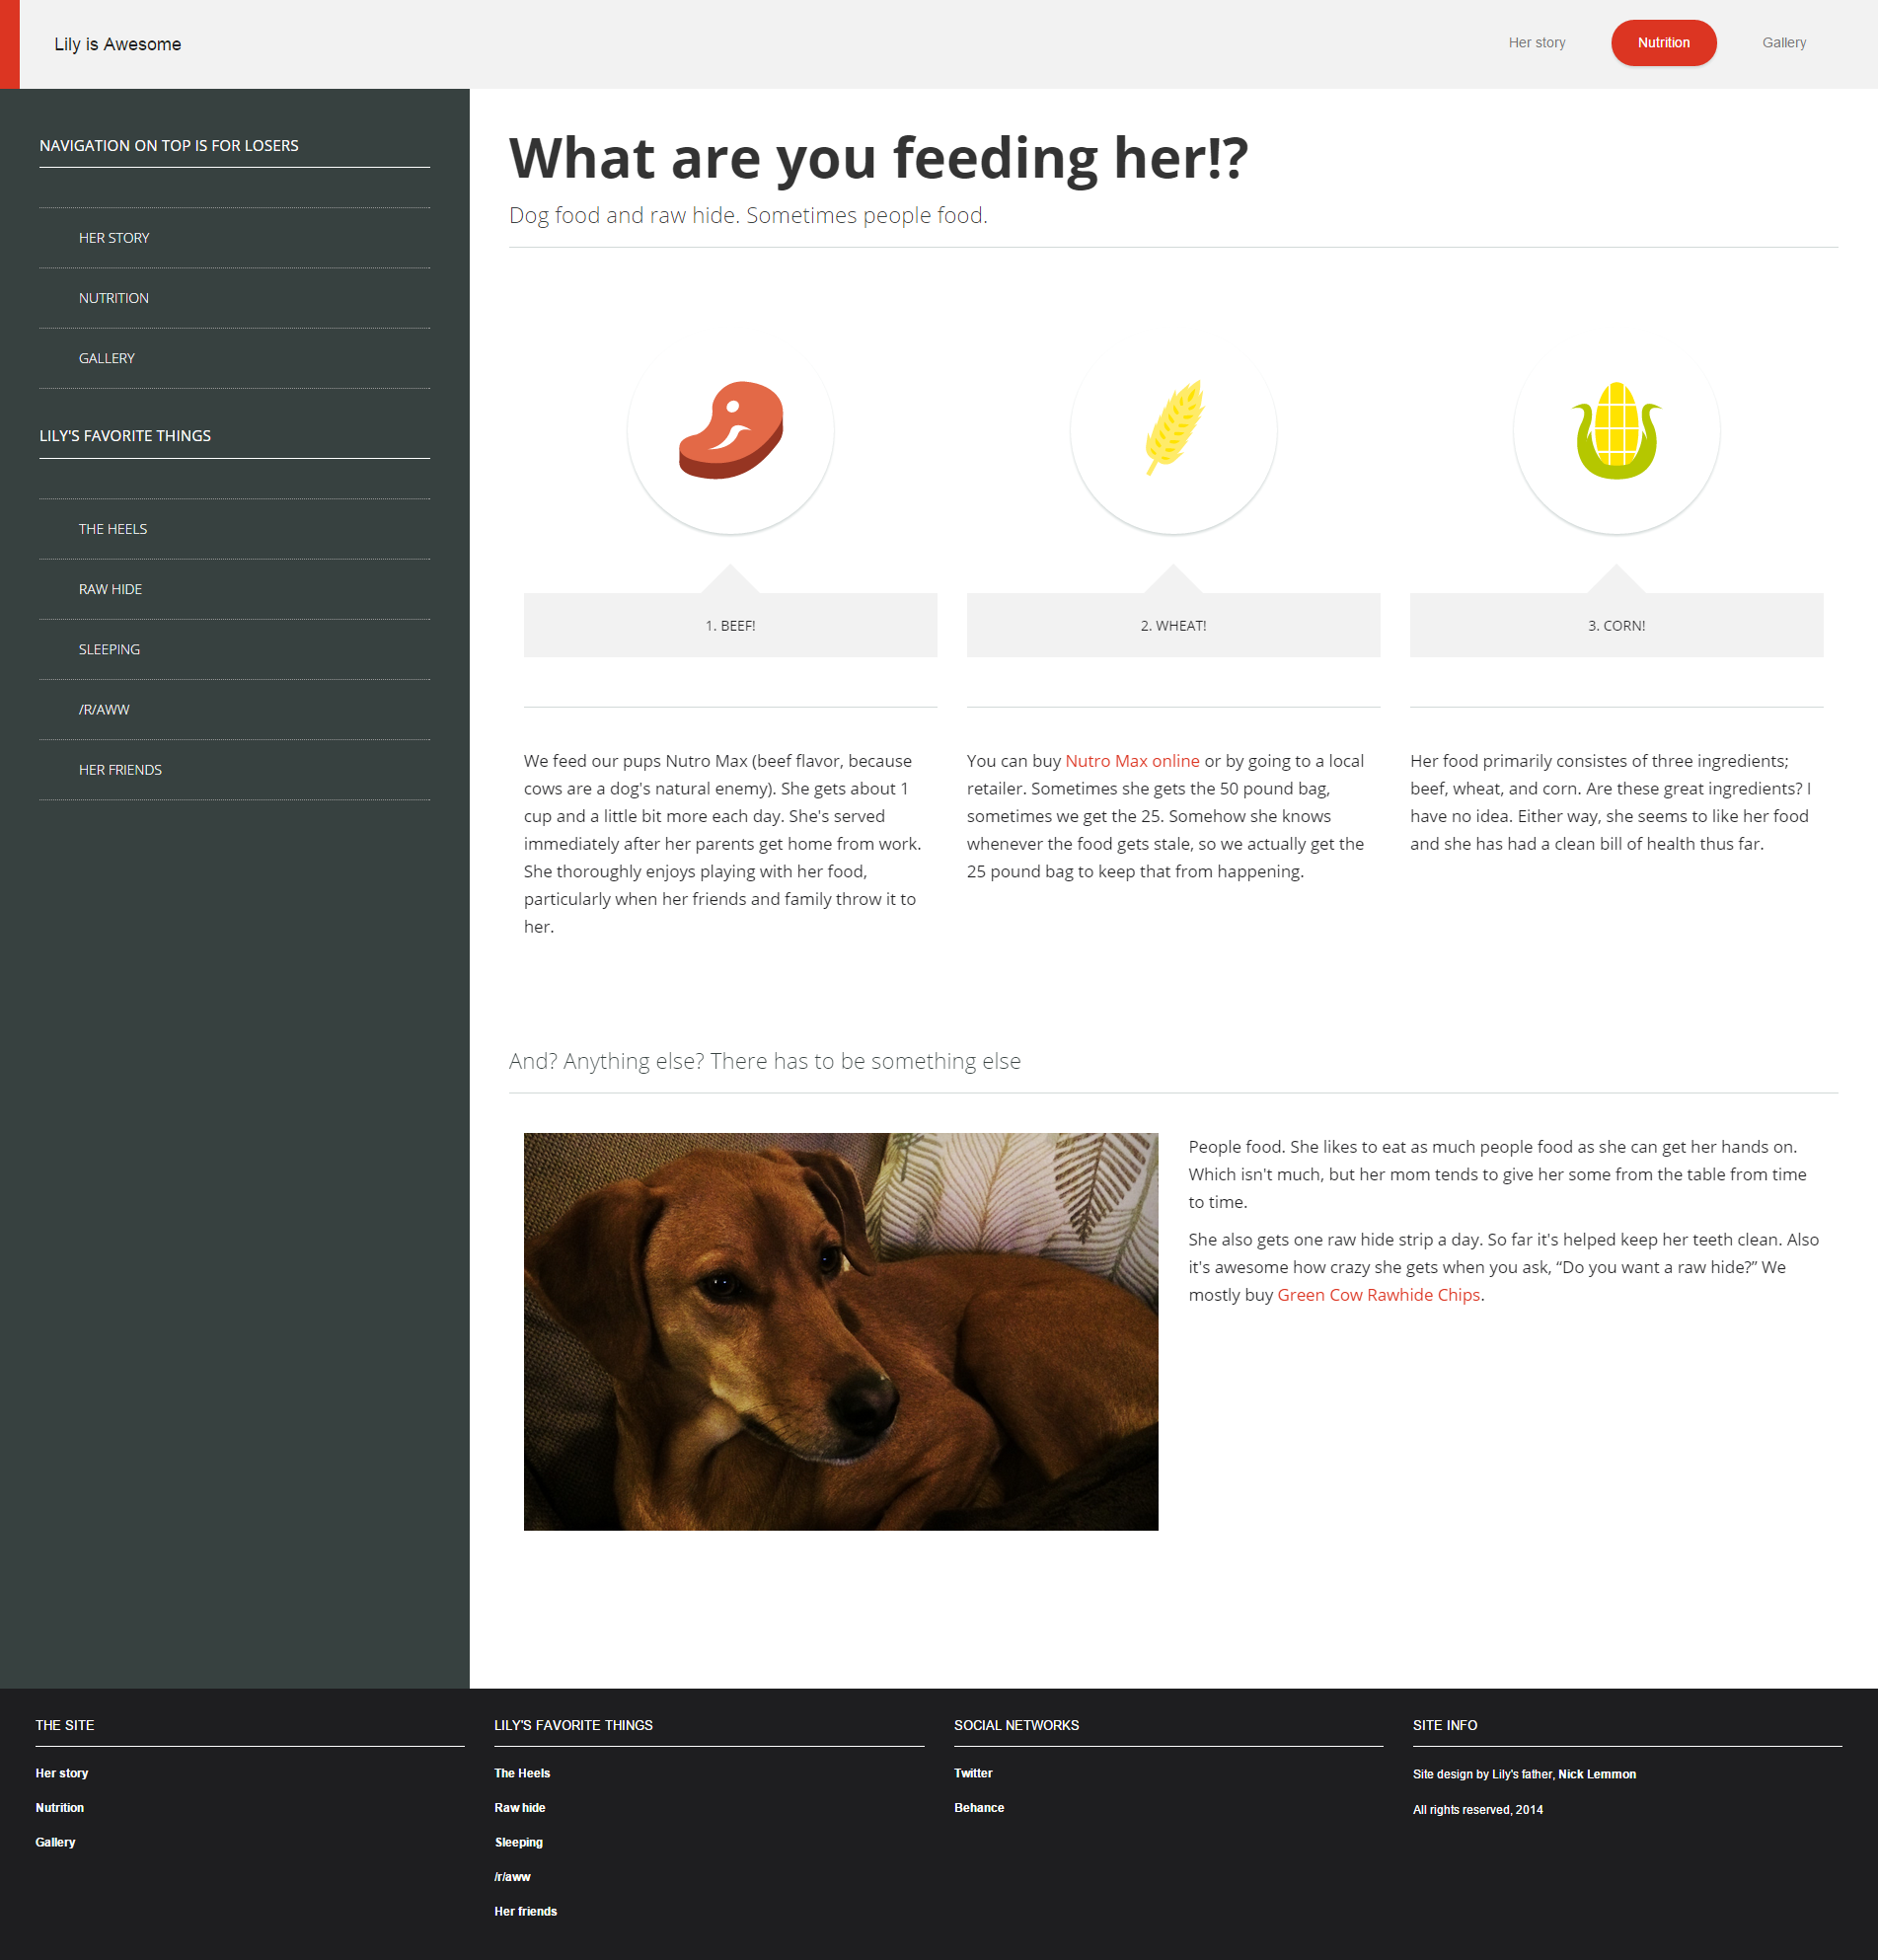 Lily is Awesome
Her story
Nutrition
Gallery
NAVIGATION ON TOP IS FOR LOSERS
HER STORY
NUTRITION
GALLERY
LILY'S FAVORITE THINGS
THE HEELS
RAW HIDE
SLEEPING
/R/AWW
HER FRIENDS
What are you feeding her!?
Dog food and raw hide. Sometimes people food.
1. BEEF!
2. WHEAT!
3. CORN!
We feed our pups Nutro Max (beef flavor, because
cows are a dog's natural enemy). She gets about 1
cup and a little bit more each day. She's served
immediately after her parents get home from work.
She thoroughly enjoys playing with her food,
particularly when her friends and family throw it to
her.
You can buy Nutro Max online or by going to a local
retailer. Sometimes she gets the 50 pound bag,
sometimes we get the 25. Somehow she knows
whenever the food gets stale, so we actually get the
25 pound bag to keep that from happening.
Her food primarily consistes of three ingredients;
beef, wheat, and corn. Are these great ingredients? I
have no idea. Either way, she seems to like her food
and she has had a clean bill of health thus far.
And? Anything else? There has to be something else
People food. She likes to eat as much people food as she can get her hands on.
Which isn't much, but her mom tends to give her some from the table from time
to time.
She also gets one raw hide strip a day. So far it's helped keep her teeth clean. Also
it's awesome how crazy she gets when you ask, “Do you want a raw hide?” We
mostly buy Green Cow Rawhide Chips.
THE SITE
Her story
Nutrition
Gallery
LILY'S FAVORITE THINGS
The Heels
Raw hide
Sleeping
/r/aww
Her friends
SOCIAL NETWORKS
Twitter
Behance
SITE INFO
Site design by Lily's father, Nick Lemmon
All rights reserved, 2014